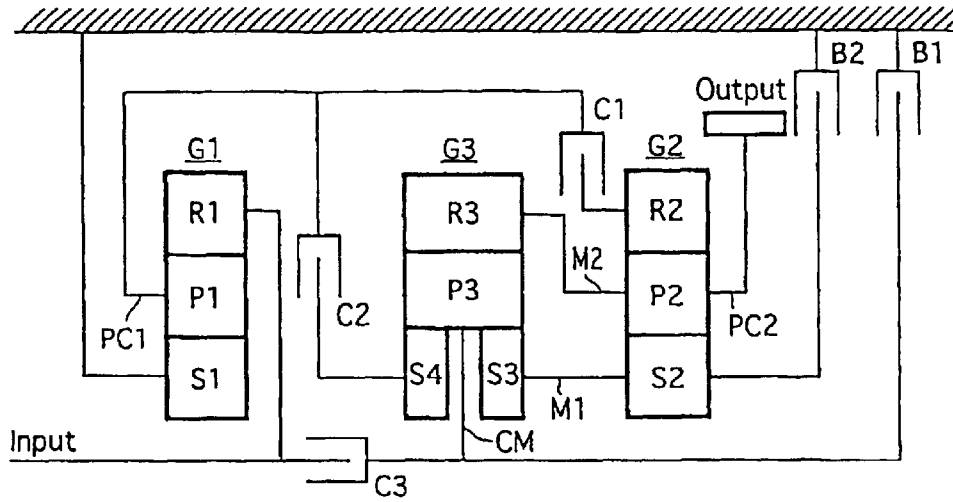 B2
B1
Output
C1
G1
G3
G2
R1
R3
R2
M2
P1
P3
P2
C2
PC1
PC2
S1
S4
S3
S2
M1
Input
CM
C3